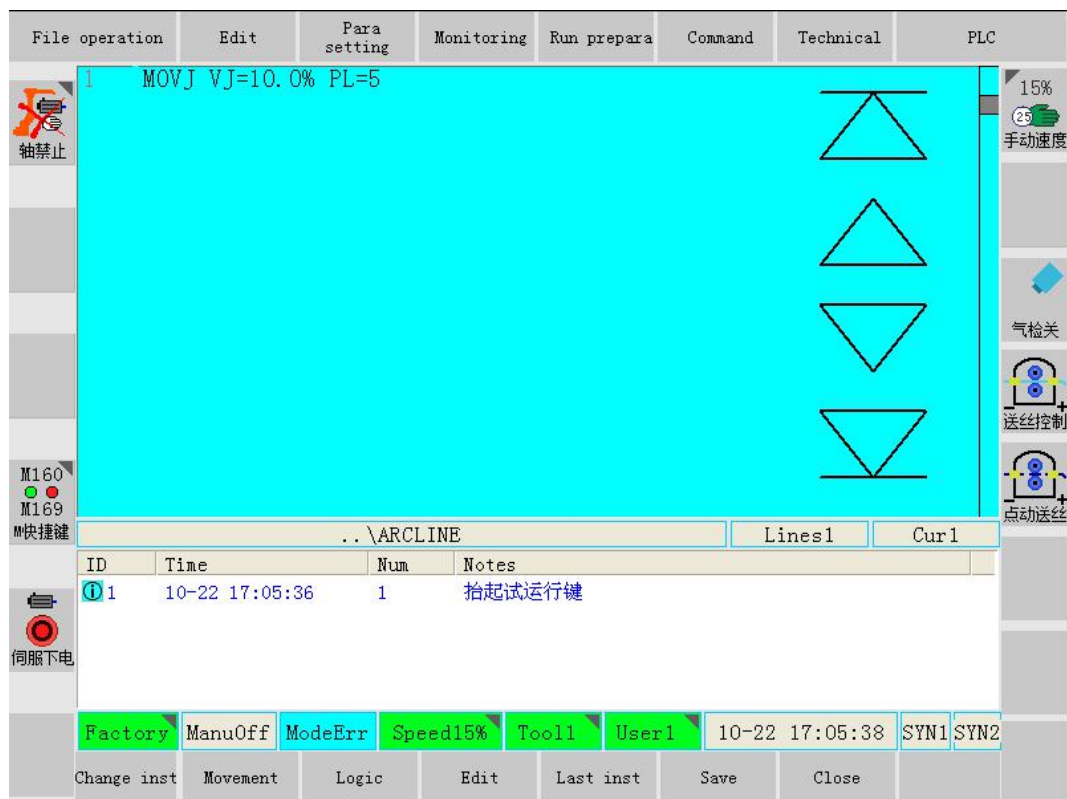 File operation
Edit
Para
setting
Monitoring
Run prepara
Command
Technical
PLC
轴禁止
1 MOVJ VJ=10.0% PL=5
15%
25
手动速度
气检关
送丝控制
点动送丝
M160
M169
M快捷键
..\ARCLINE
Lines1
Cur1
ID Time Num Notes
1 10-22 17:05:36 1 抬起试运行键
伺服下电
Factory
ManuOff
ModeErr
Speed15%
Tool1
User1
10-22 17:05:38
SYN1
SYN2
Change inst
Movement
Logic
Edit
Last inst
Save
Close